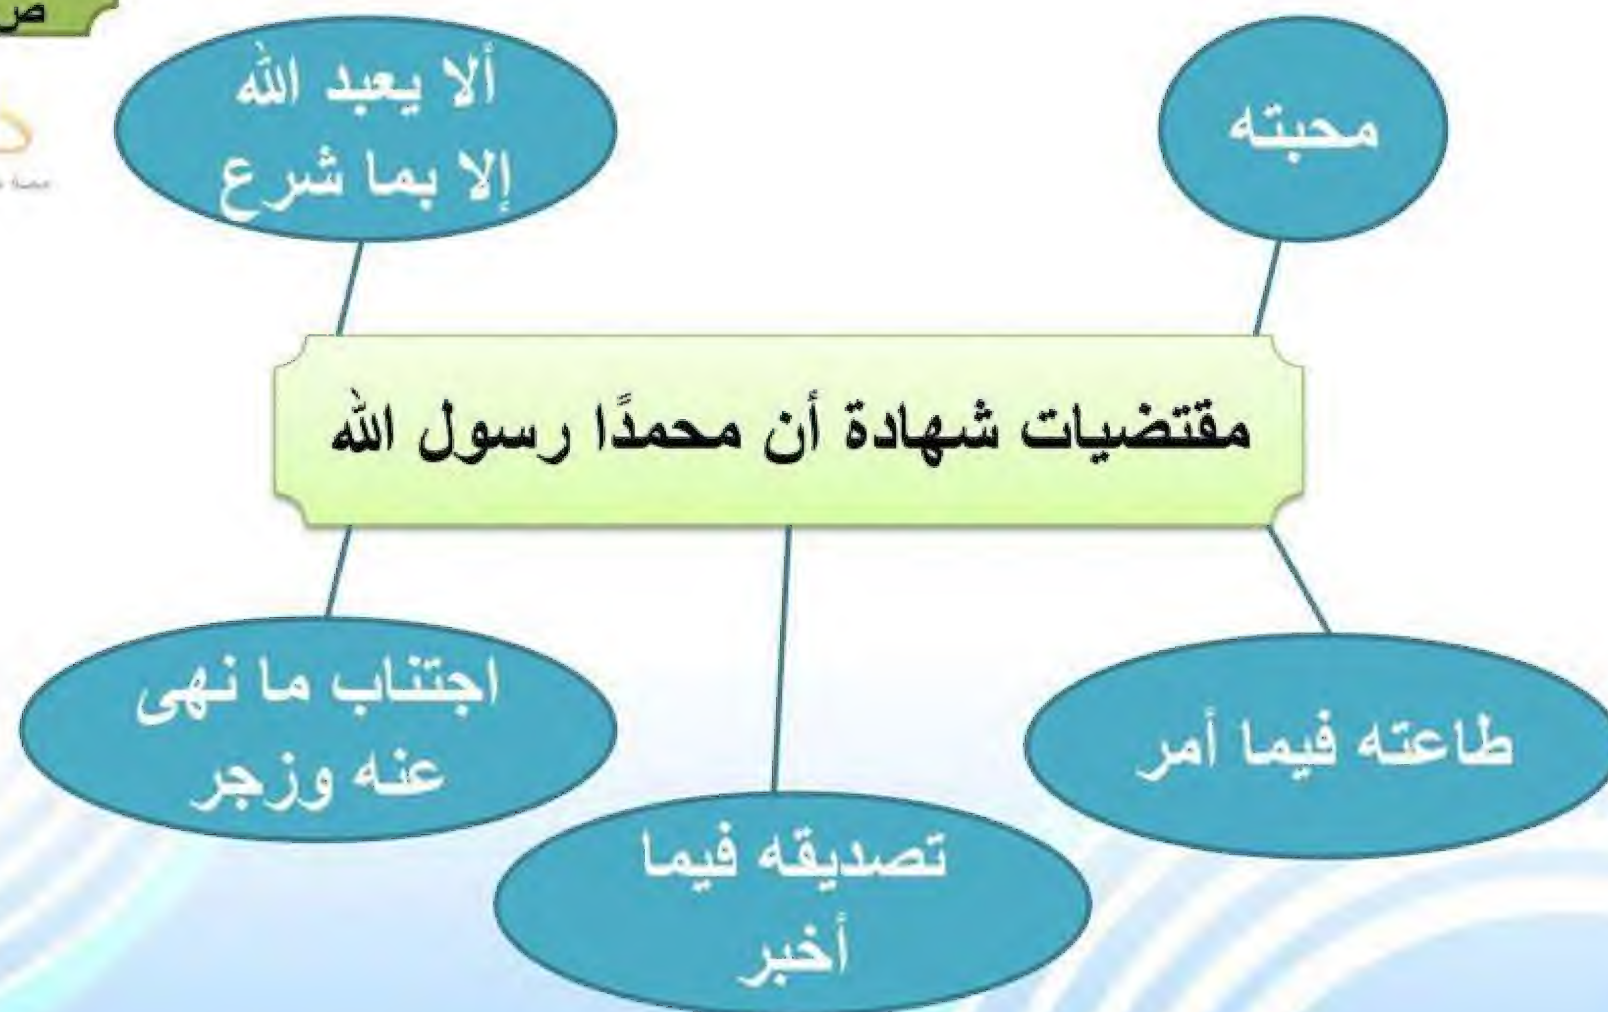 ص
محبته
ألا يعبد الله
إلا بما شرع
مقتضيات شهادة أن محمدًا رسول الله
طاعته فيما أمر
تصديقه فيما
أخبر
اجتناب ما نهى
عنه وزجر